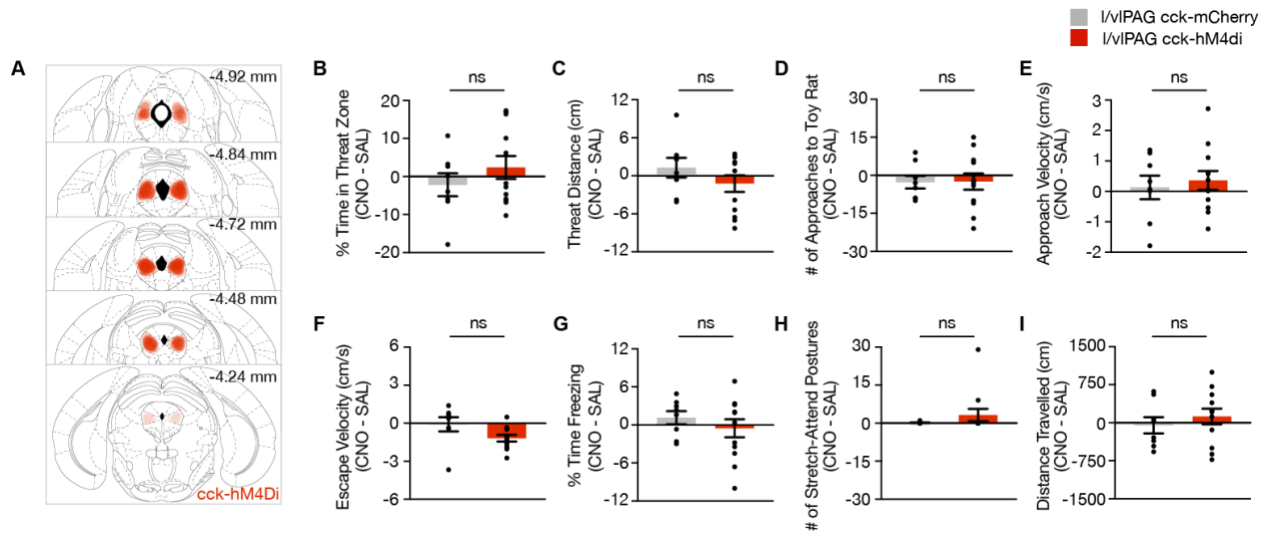 l/vlPAG cck-mCherry
l/vlPAG cck-hM4di
A
-4.92 mm
-4.84 mm
-4.72 mm
-4.48 mm
-4.24 mm
cck-hM4Di
B
ns
% Time in Threat Zone
(CNO - SAL)
20
10
0
-10
-20
C
ns
Threat Distance (cm)
(CNO - SAL)
12
6
0
-6
-12
D
ns
# of Approaches to Toy Rat
(CNO - SAL)
30
15
0
-15
-30
E
ns
Approach Velocity (cm/s)
(CNO - SAL)
3
2
1
0
-1
-2
F
ns
Escape Velocity (cm/s)
(CNO - SAL)
6
3
0
-3
-6
G
ns
% Time Freezing
(CNO - SAL)
12
6
0
-6
-12
H
ns
# of Stretch-Attend Postures
(CNO - SAL)
30
15
0
-15
-30
I
ns
Distance Travelled (cm)
(CNO - SAL)
1500
750
0
-750
-1500